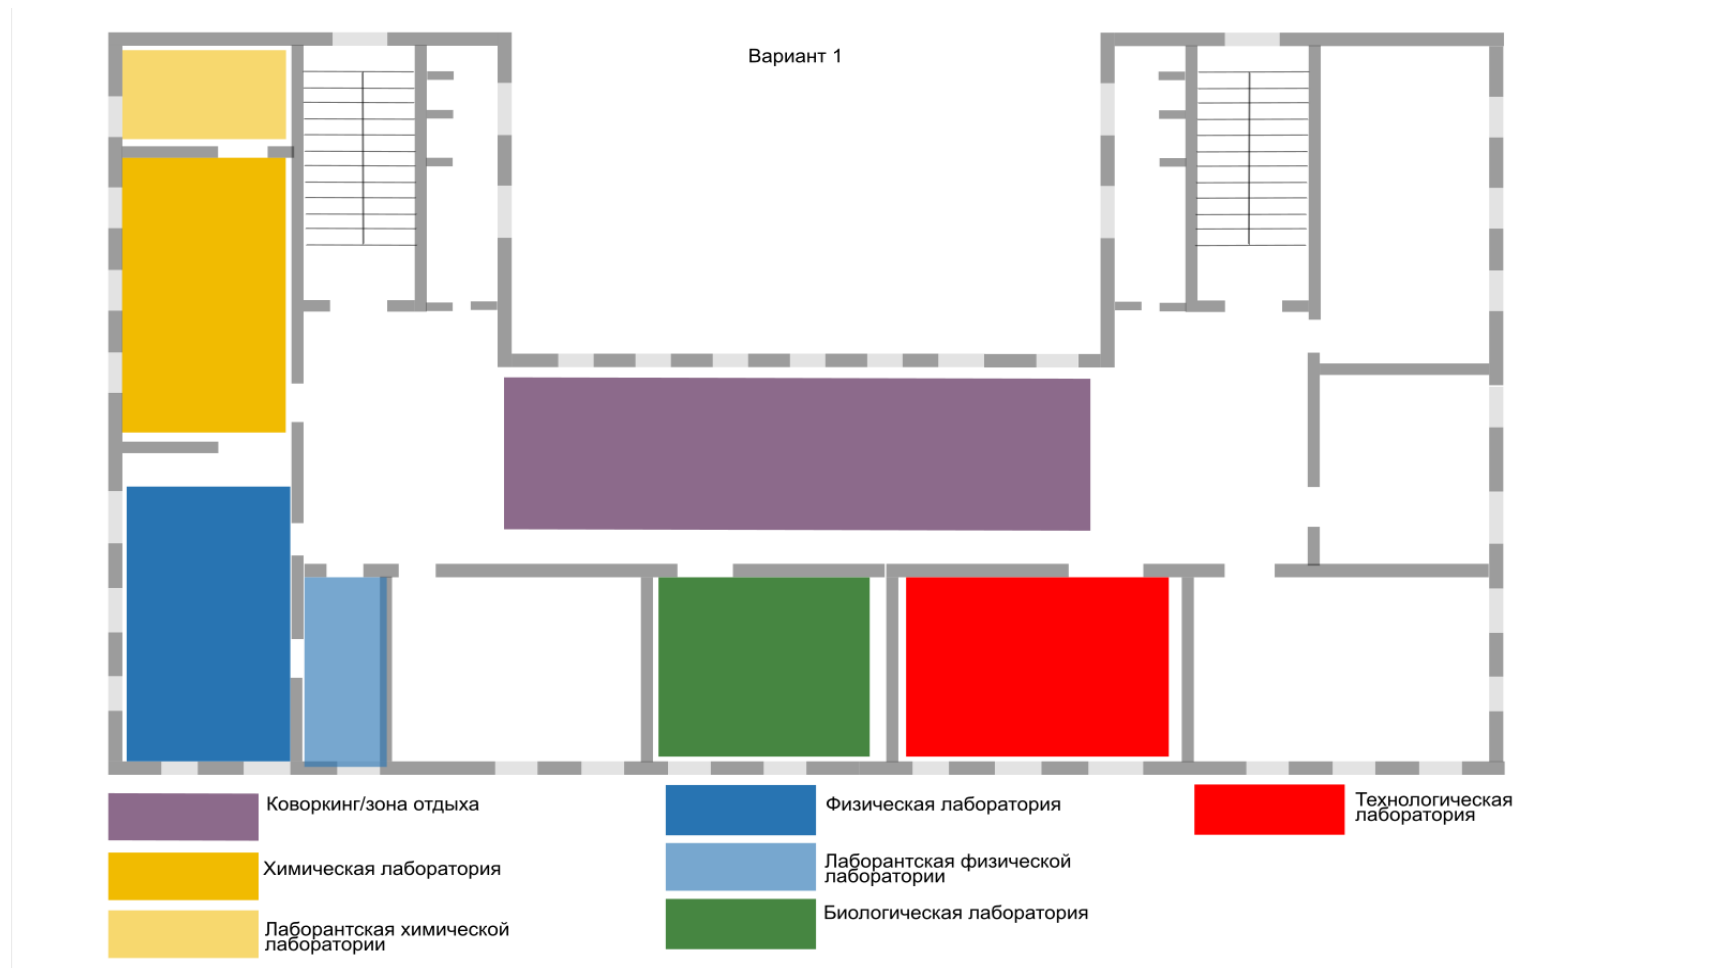 Вариант 1
Коворкинг/зона отдыха
Химическая лаборатория
Лаборантская химической
лаборатории
Физическая лаборатория
Лаборантская физической
лаборатории
Биологическая лаборатория
Технологическая
лаборатория